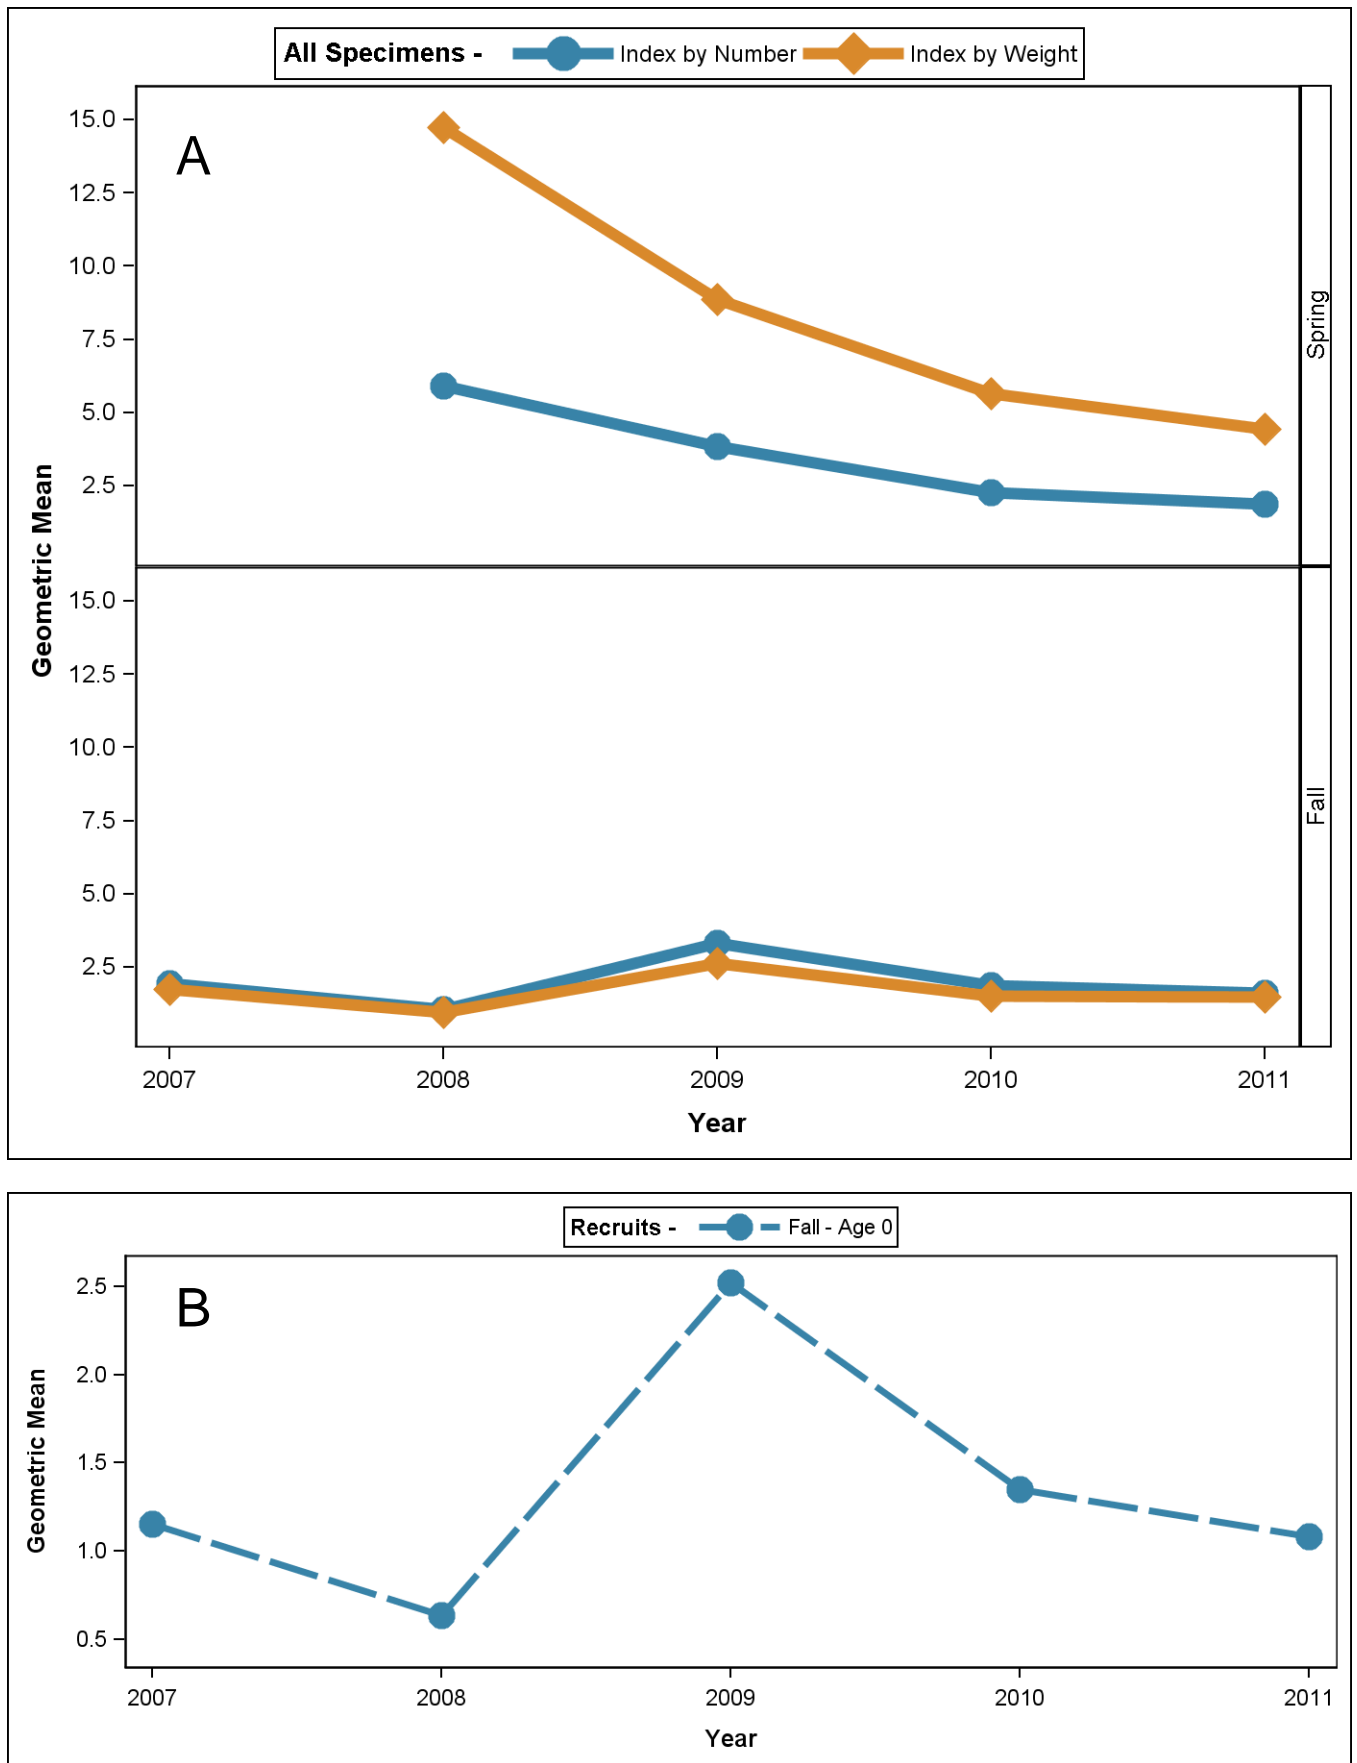 All Specimens - Index by Number Index by Weight
A
15.0
12.5
10.0
7.5
5.0
2.5
Spring
Geometric Mean
15.0
12.5
10.0
7.5
5.0
2.5
Fall
2007 2008 2009 2010 2011
Year
Recruits - Fall - Age 0
B
2.5
2.0
1.5
1.0
0.5
Geometric Mean
2007 2008 2009 2010 2011
Year